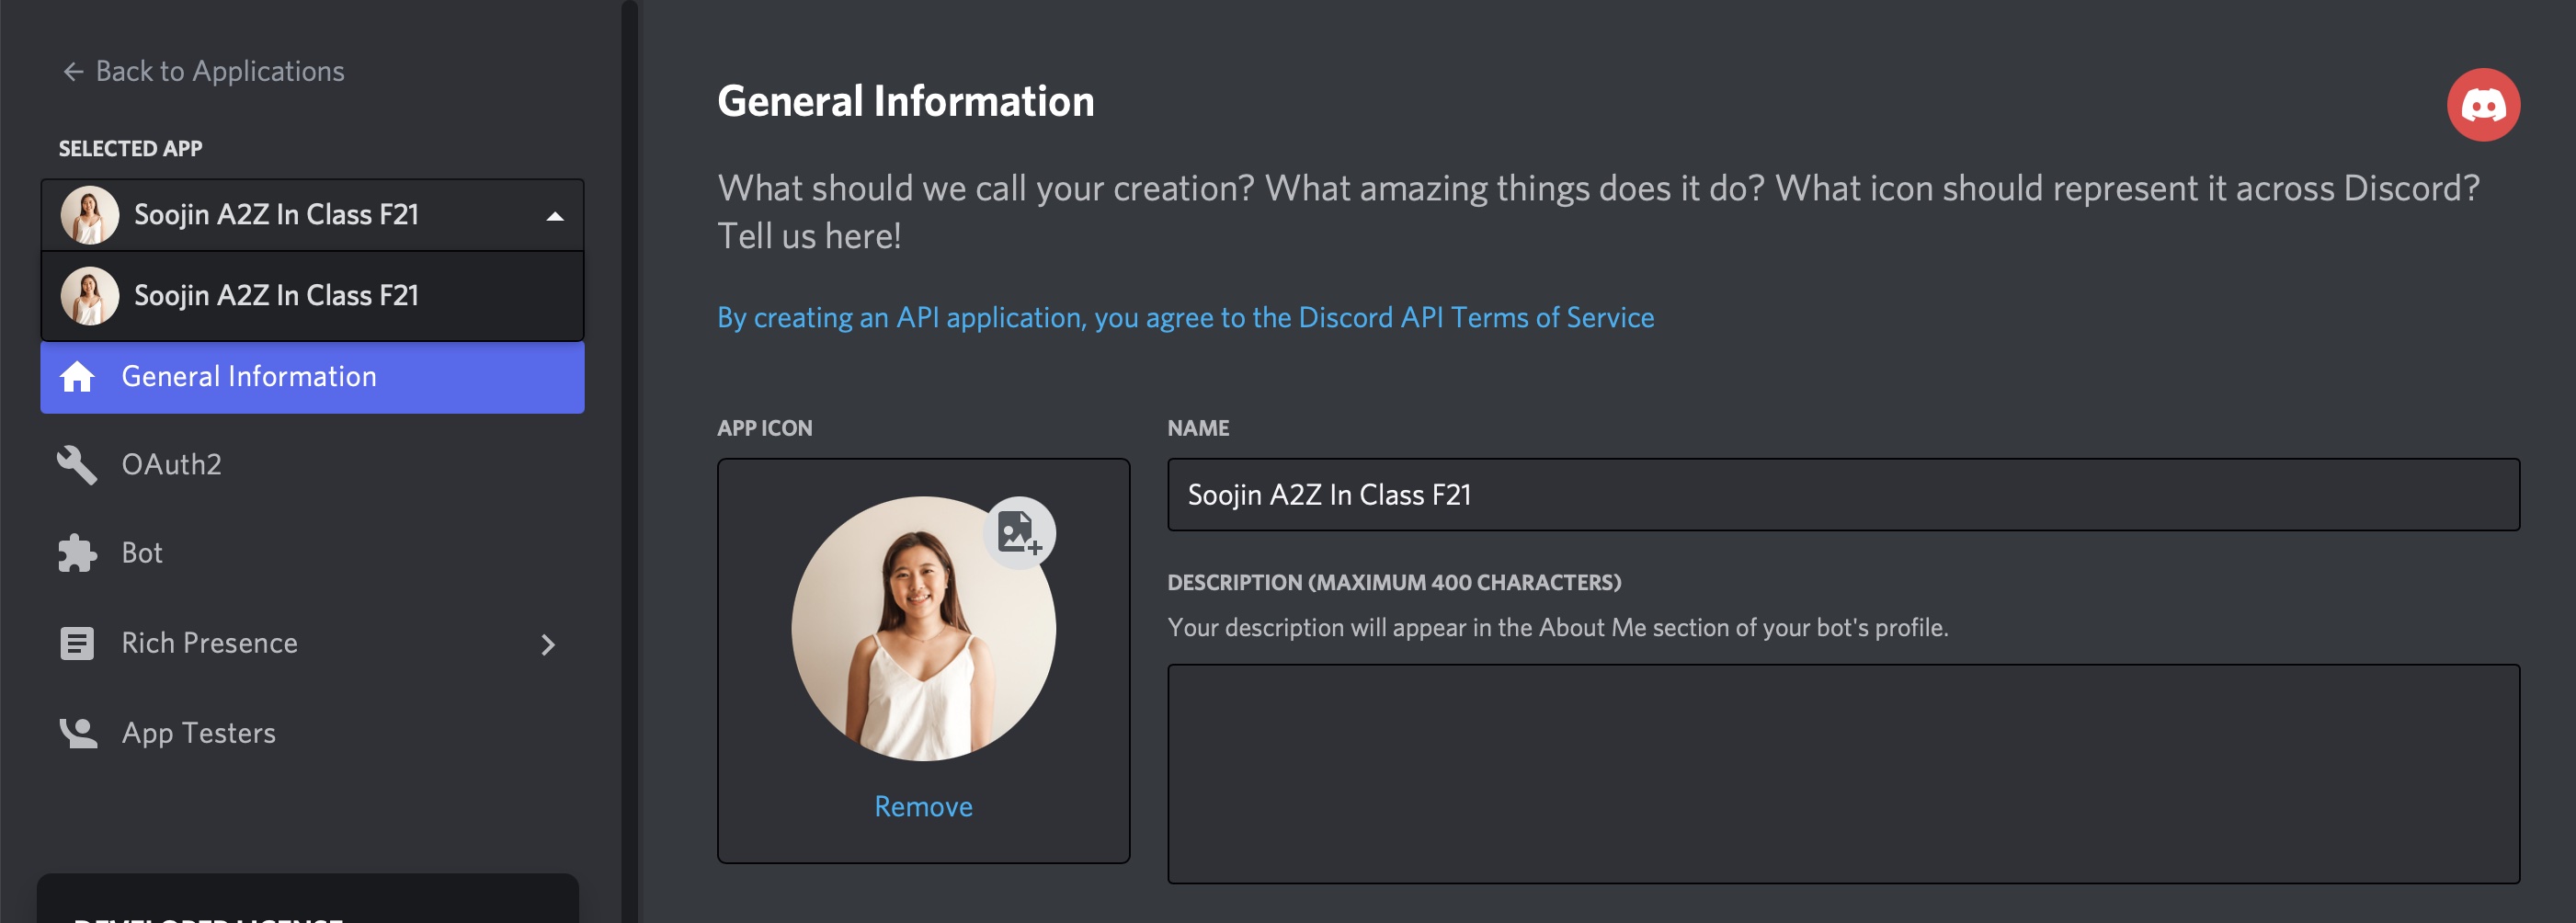 Back to Applications
SELECTED APP
Soojin A2Z In Class F21
Soojin A2Z In Class F21
General Information
OAuth2
Bot
Rich Presence
App Testers
DEVELOPER LICENSE
General Information
What should we call your creation? What amazing things does it do? What icon should represent it across Discord?
Tell us here!
By creating an API application, you agree to the Discord API Terms of Service
APP ICON
Remove
NAME
Soojin A2Z In Class F21
DESCRIPTION (MAXIMUM 400 CHARACTERS)
Your description will appear in the About Me section of your bot's profile.